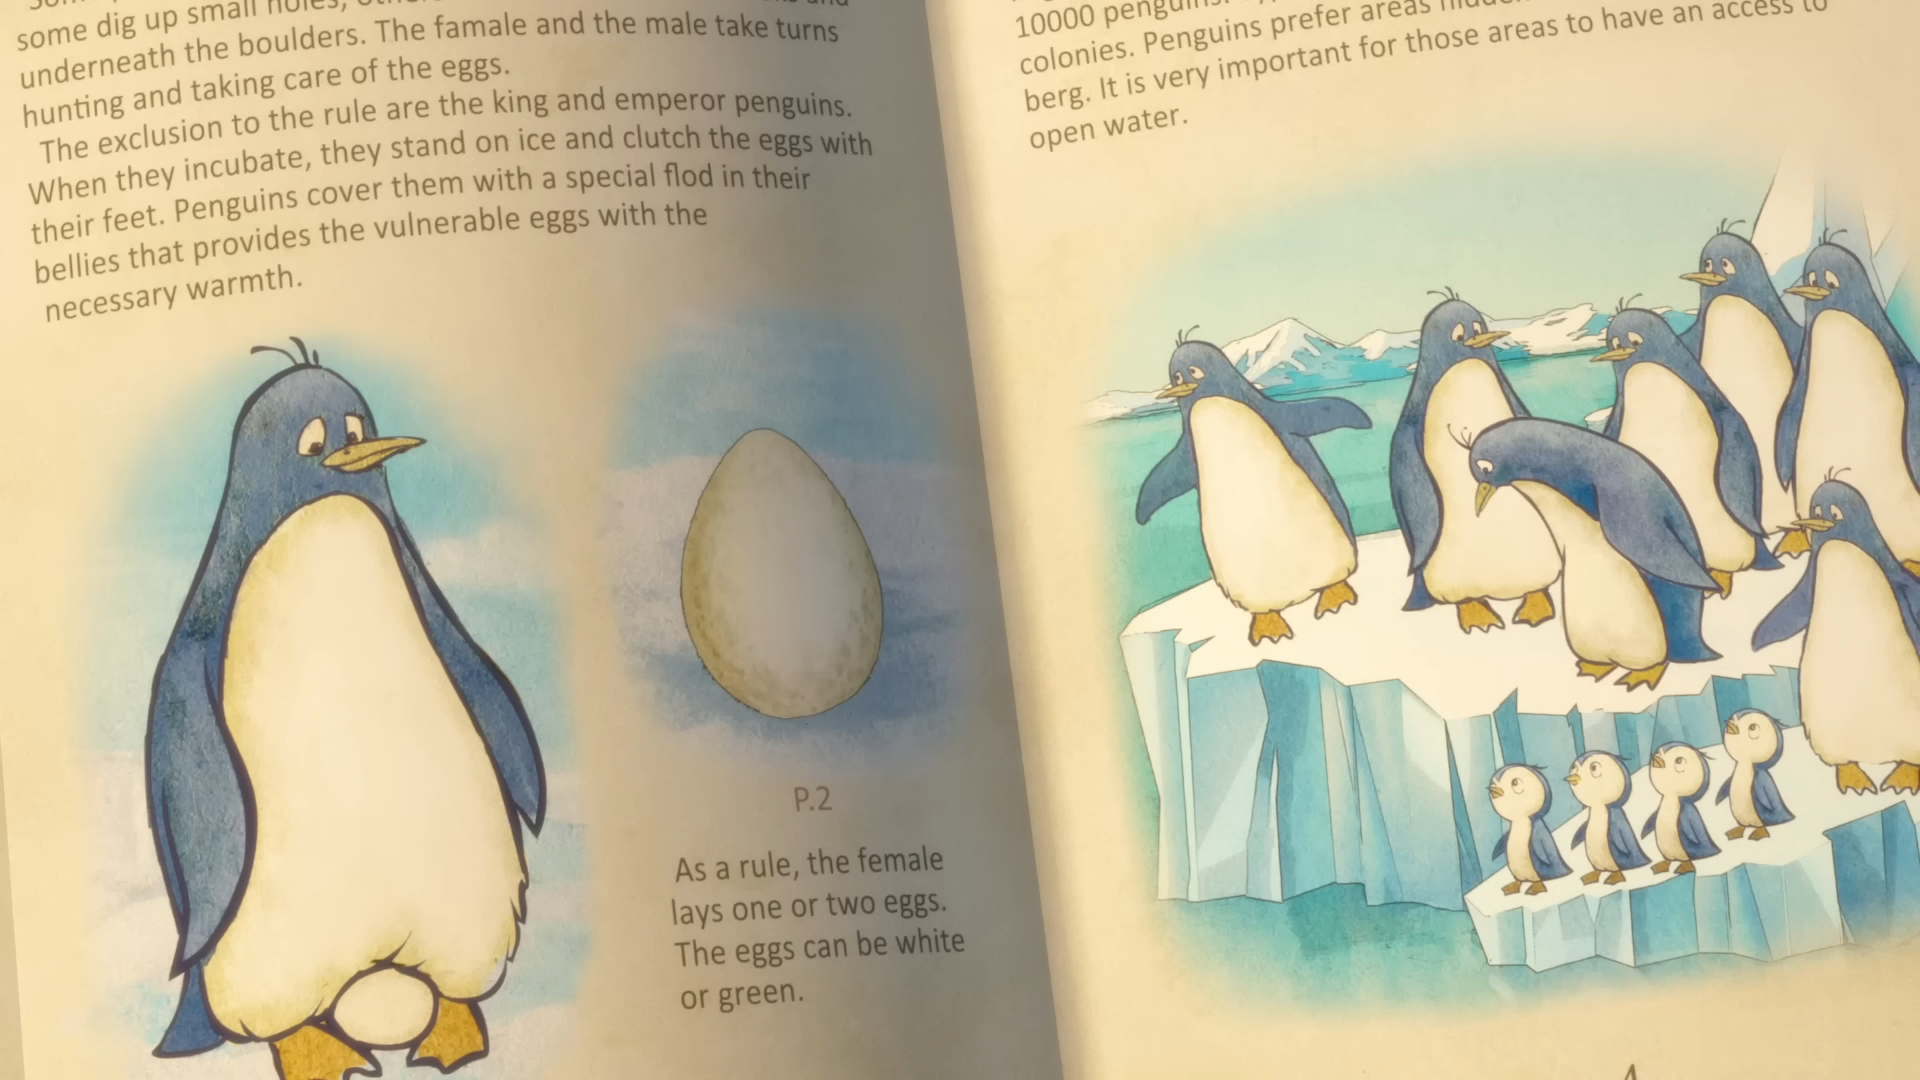 some dig up small holes,
underneath the boulders. The famale and the male take turns
hunting and taking care of the eggs.
The exclusion to the rule are the king and emperor penguins.
When they incubate, they stand on ice and clutch the eggs with
their feet. Penguins cover them with a special flod in their
bellies that provides the vulnerable eggs with the
necessary warmth.
P.2
As a rule, the female
lays one or two eggs.
The eggs can be white
or green.
10000 penguins.
colonies. Penguins prefer areas
berg. It is very important for those areas to have an access to
open water.